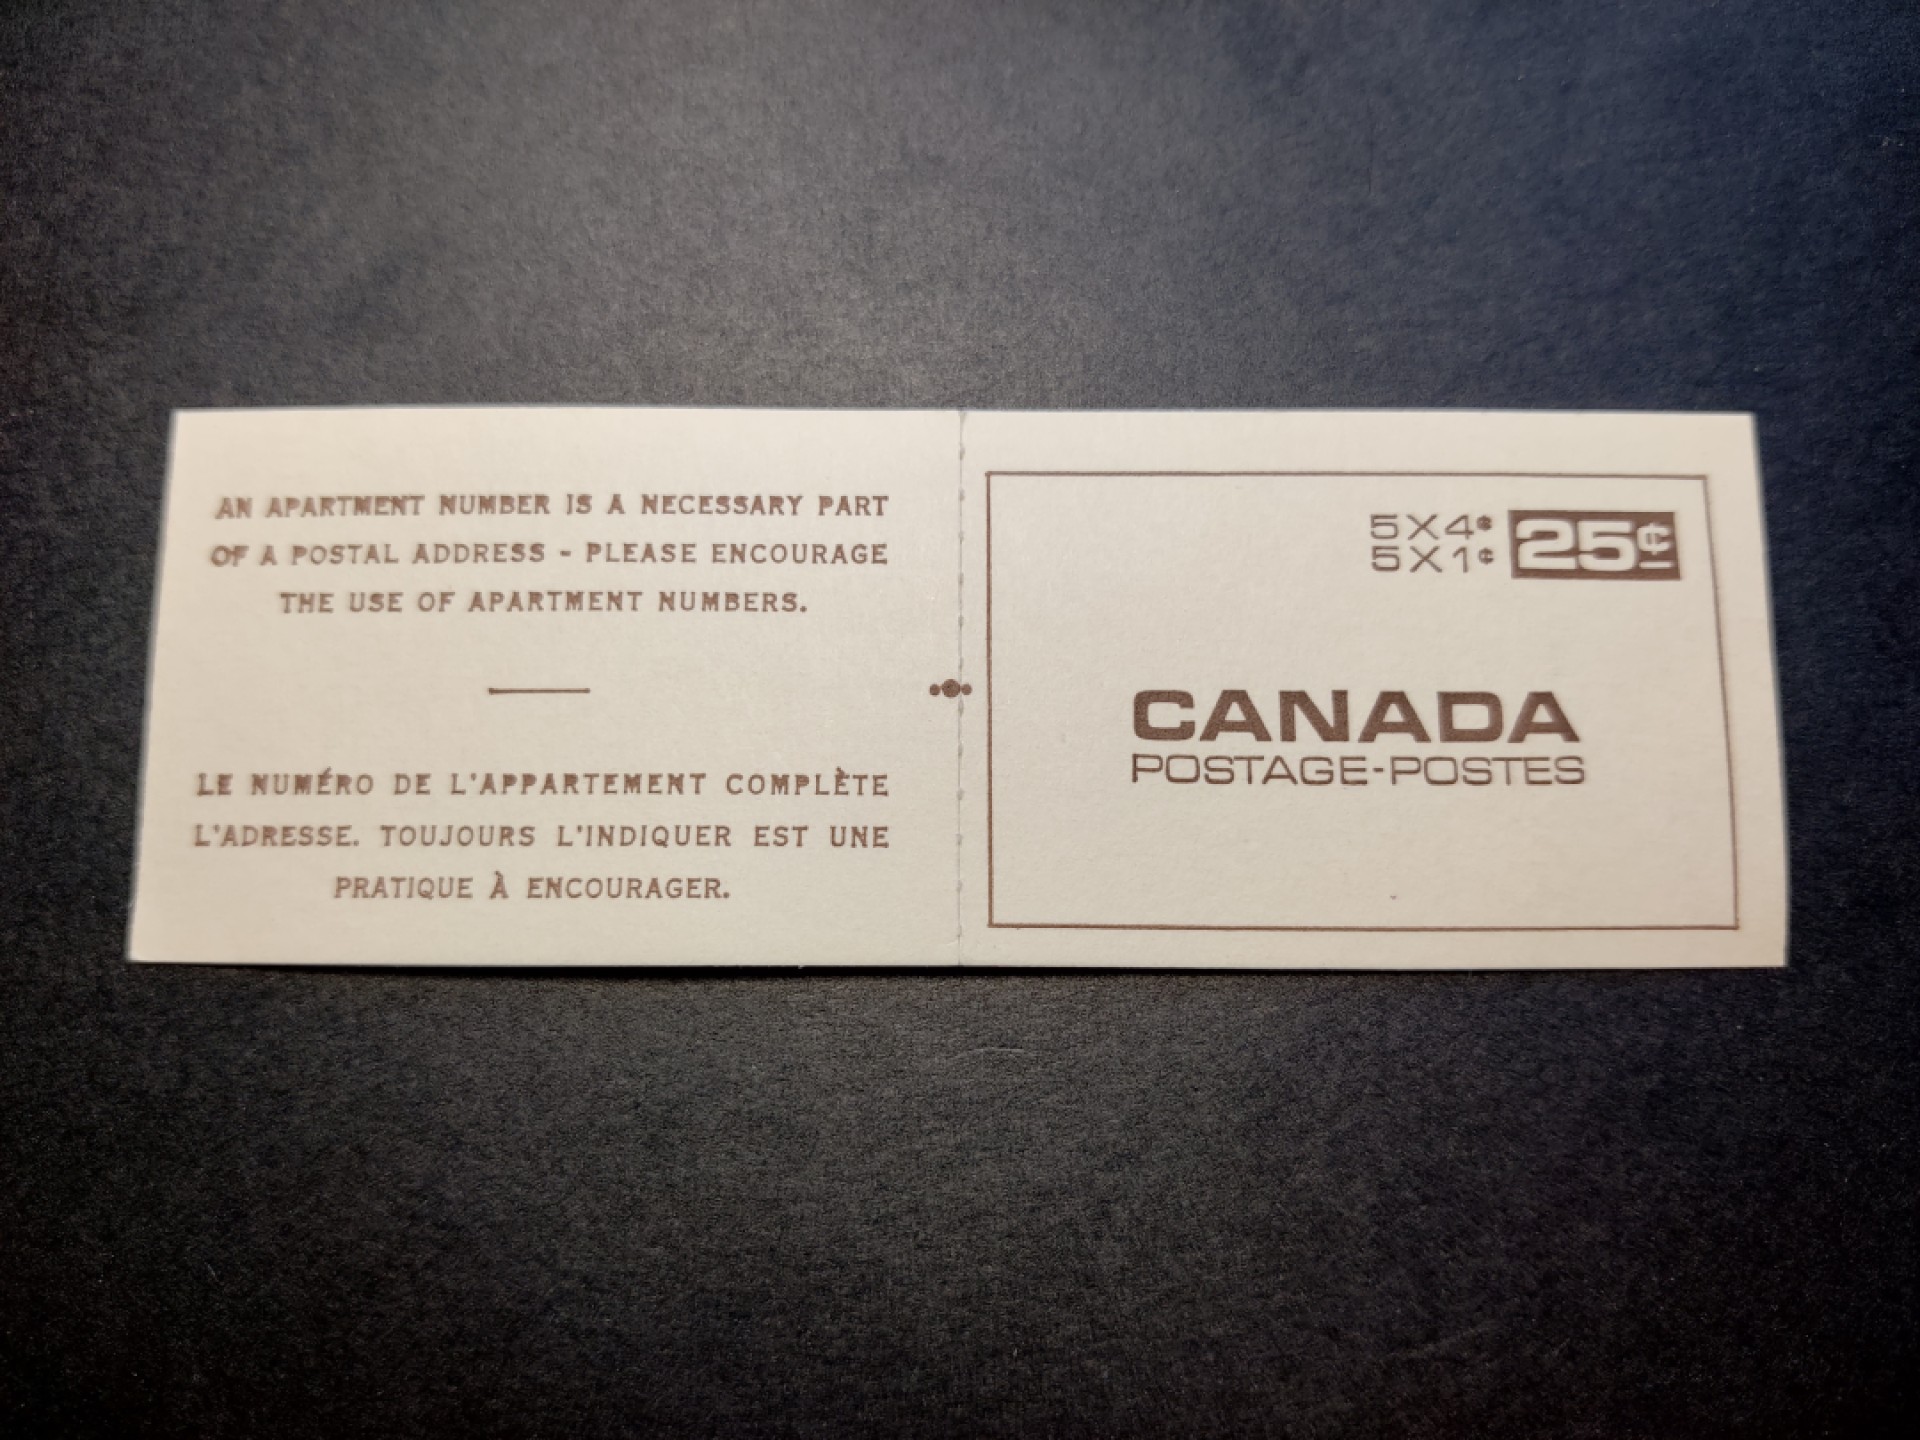 AN APARTMENT NUMBER IS A NECESSARY PART
OF A POSTAL ADDRESS - PLEASE ENCOURAGE
THE USE OF APARTMENT NUMBERS.
LE NUMÉRO DE L'APPARTEMENT COMPLÈTE
L'ADRESSE. TOUJOURS L'INDIQUER EST UNE
PRATIQUE À ENCOURAGER.
5X4¢
5X1¢
25¢
CANADA
POSTAGE-POSTES